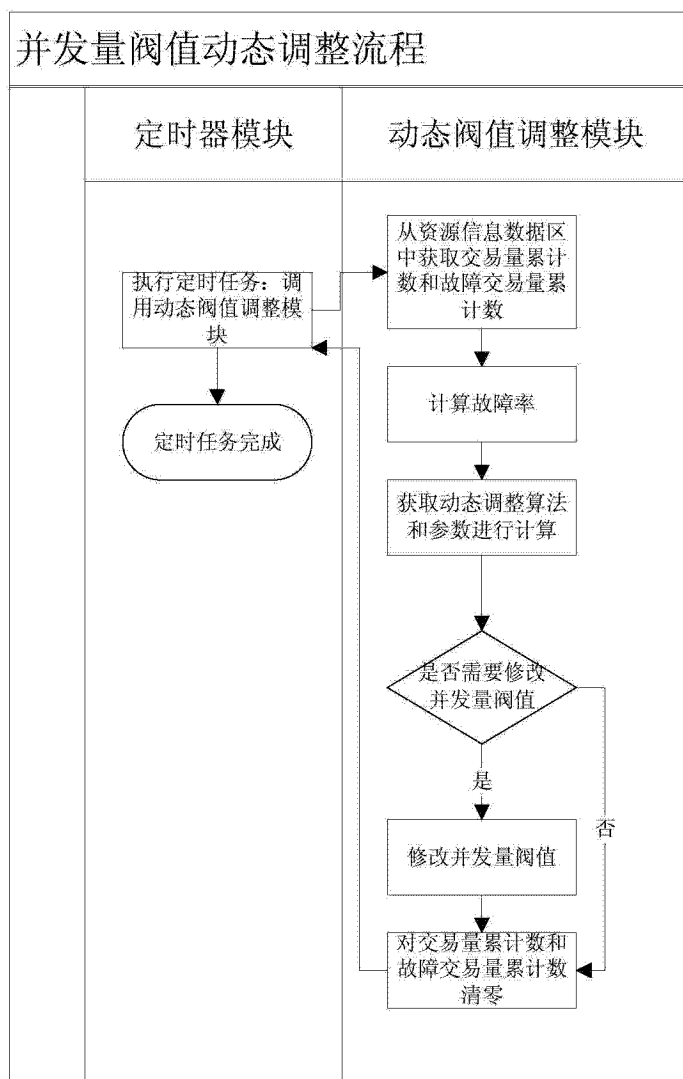 并发量阀值动态调整流程
定时器模块
动态阀值调整模块
执行定时任务：调
用动态阀值调整模
块
定时任务完成
从资源信息数据区
中获取交易量累计
数和故障交易量累
计数
计算故障率
获取动态调整算法
和参数进行计算
是否需要修改
并发量阀值
是
否
修改并发量阀值
对交易量累计数和
故障交易量累计数
清零